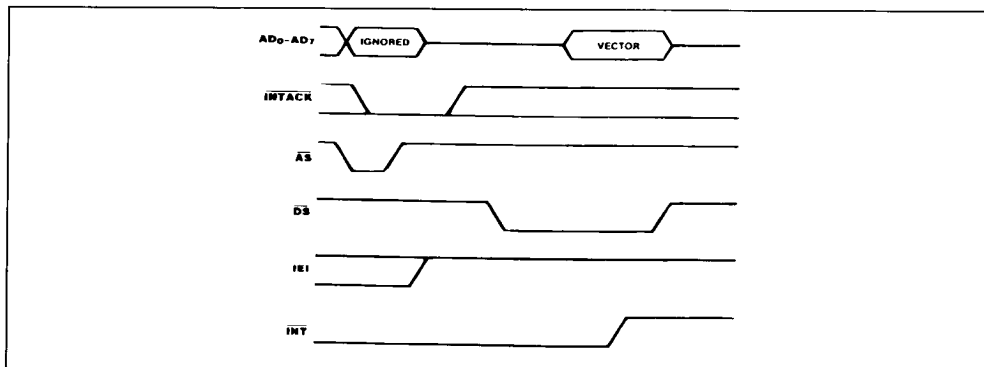 AD₀-AD₇ IGNORED VECTOR
INTACK
AS
DS
IEI
INT